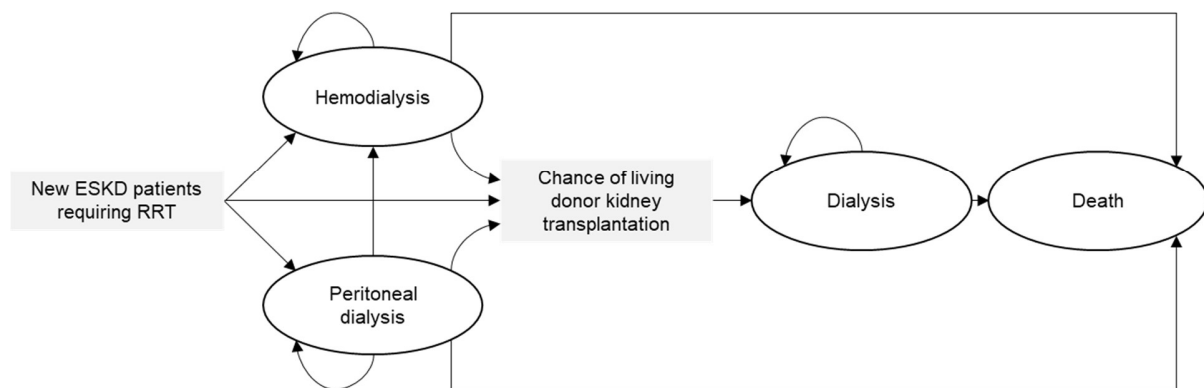 Hemodialysis
New ESKD patients
requiring RRT
Chance of living
donor kidney
transplantation
Dialysis
Death
Peritoneal
dialysis